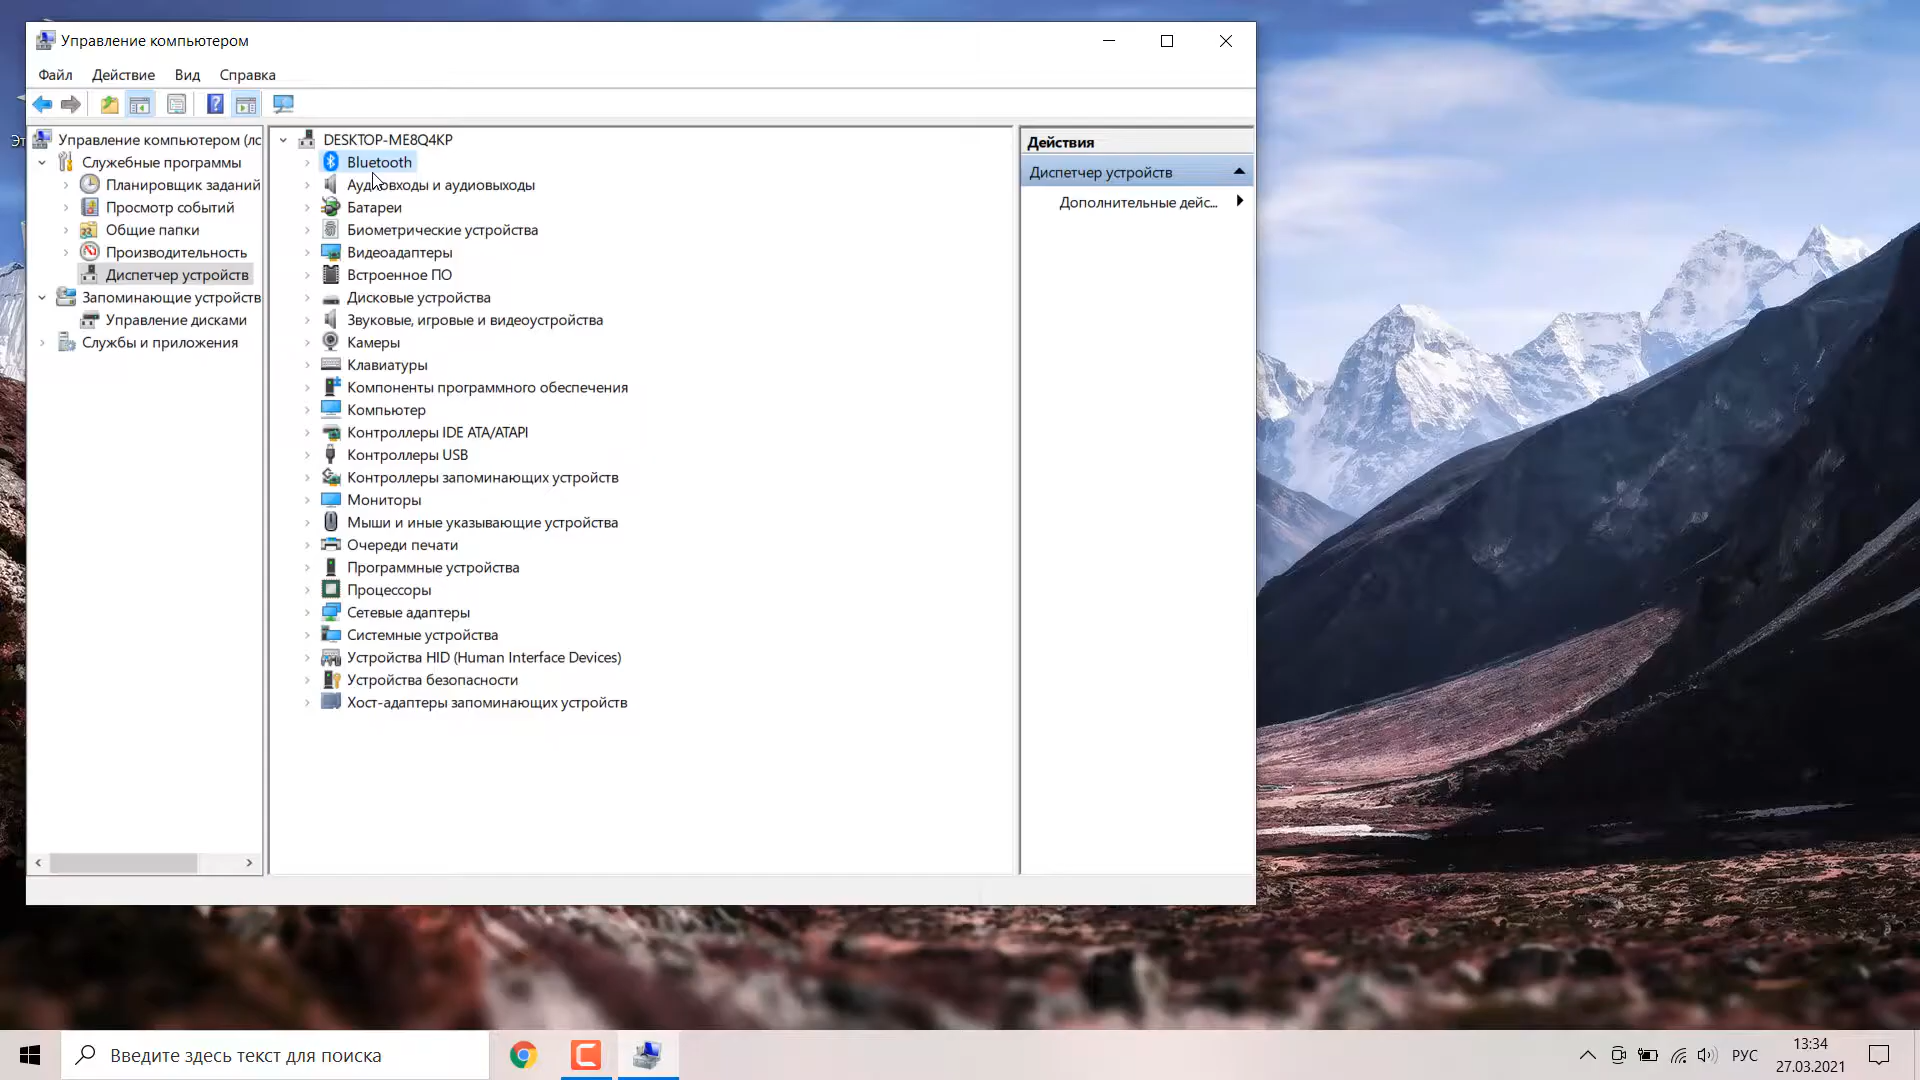 Управление компьютером
Файл Действие Вид Справка
Управление компьютером (лс
Служебные программы
Планировщик заданий
Просмотр событий
Общие папки
Производительность
Диспетчер устройств
Запоминающие устройств
Управление дисками
Службы и приложения
DESKTOP-ME8Q4KP
Bluetooth
Аудиовходы и аудиовыходы
Батареи
Биометрические устройства
Видеоадаптеры
Встроенное ПО
Дисковые устройства
Звуковые, игровые и видеоустройства
Камеры
Клавиатуры
Компоненты программного обеспечения
Компьютер
Контроллеры IDE ATA/ATAPI
Контроллеры USB
Контроллеры запоминающих устройств
Мониторы
Мыши и иные указывающие устройства
Очереди печати
Программные устройства
Процессоры
Сетевые адаптеры
Системные устройства
Устройства HID (Human Interface Devices)
Устройства безопасности
Хост-адаптеры запоминающих устройств
Действия
Диспетчер устройств
Дополнительные дейс...
Эт
Введите здесь текст для поиска
РУС
13:34
27.03.2021